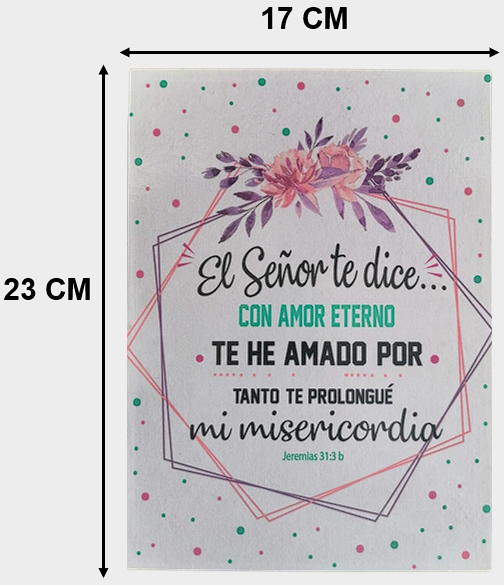 17 CM
23 CM
El Señor te dice...
CON AMOR ETERNO
TE HE AMADO POR
TANTO TE PROLONGUÉ
mi misericordia
Jeremias 31:3 b